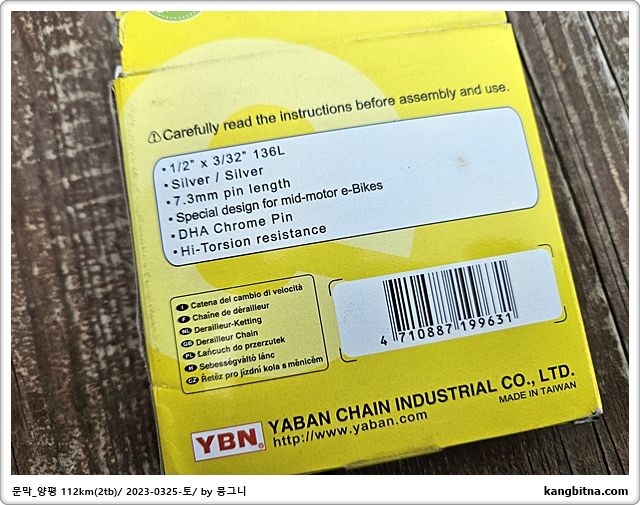 ⚠Carefully read the instructions before assembly and use.
•1/2" x 3/32" 136L
•Silver / Silver
•7.3mm pin length
•Special design for mid-motor e-Bikes
•DHA Chrome Pin
•Hi-Torsion resistance
I Catena del cambio di velocità
F Chaîne de dérailleur
NL Derailleur-Ketting
GB Derailleur Chain
PL Łańcuch do przerzutek
H Sebességváltó lánc
CZ Řetěz pro jízdní kola s měničem
4 710887 199631
YBN®
YABAN CHAIN INDUSTRIAL CO., LTD.
http://www.yaban.com
MADE IN TAIWAN
문막_양평 112km(2tb)/ 2023-0325-토/ by 뭉그니
kangbitna.com